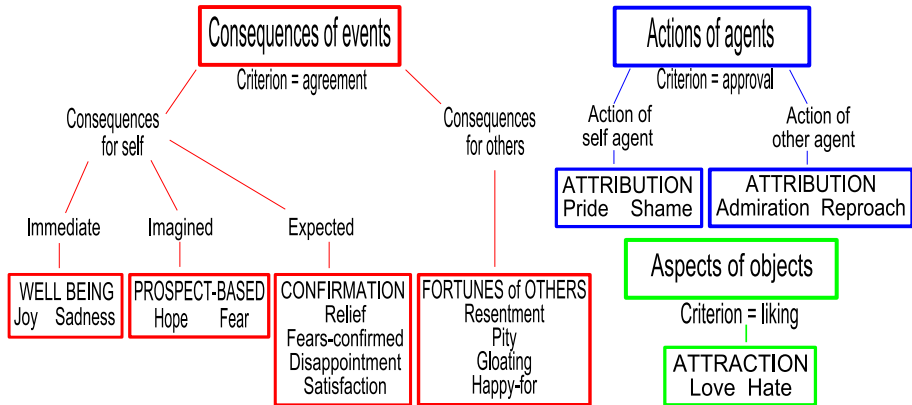 Consequences of events
Criterion = agreement
Consequences
for self
Consequences
for others
Immediate
Imagined
Expected
WELL BEING
Joy Sadness
PROSPECT-BASED
Hope Fear
CONFIRMATION
Relief
Fears-confirmed
Disappointment
Satisfaction
FORTUNES of OTHERS
Resentment
Pity
Gloating
Happy-for
Actions of agents
Criterion = approval
Action of
self agent
Action of
other agent
ATTRIBUTION
Pride Shame
ATTRIBUTION
Admiration Reproach
Aspects of objects
Criterion = liking
ATTRACTION
Love Hate